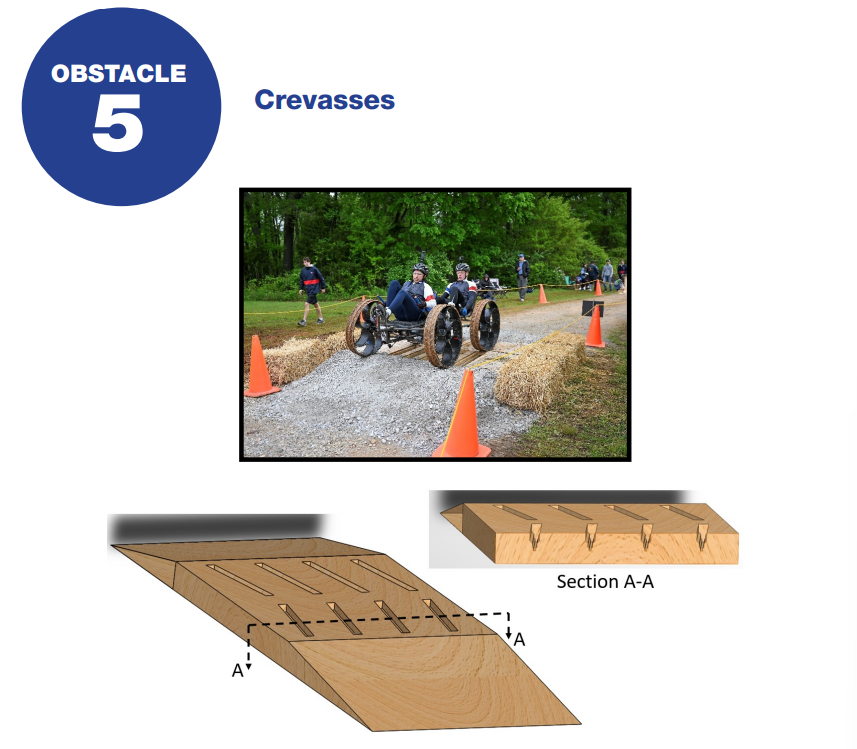 OBSTACLE
5
Crevasses
Section A-A
A
A